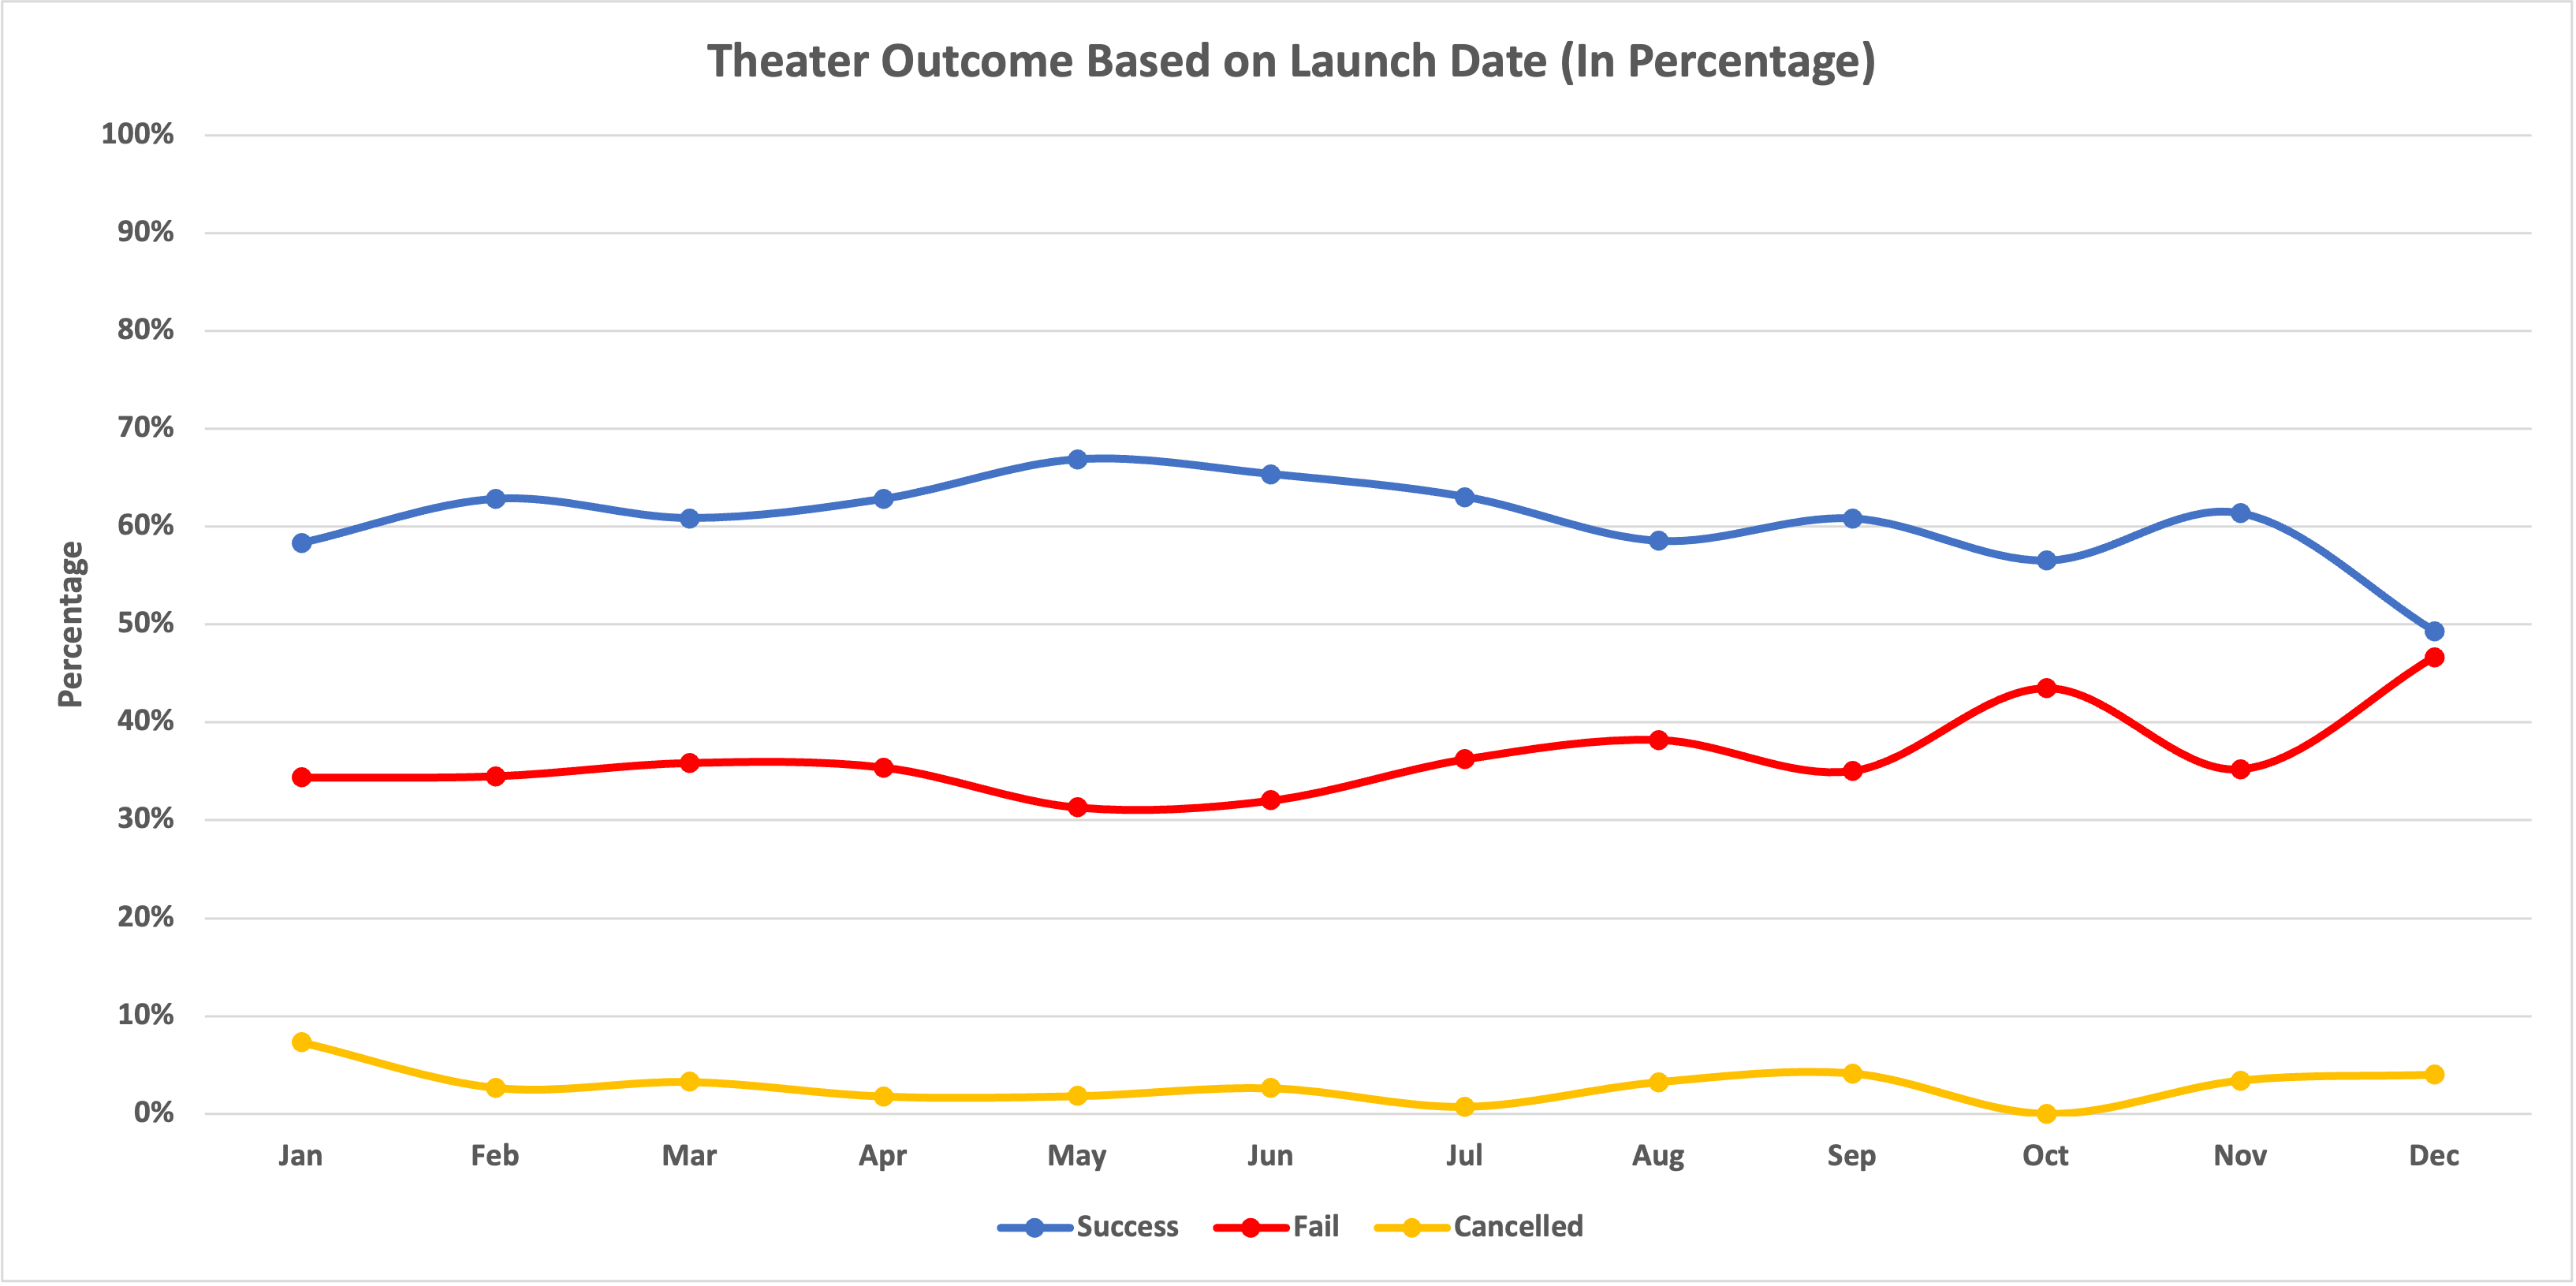 Theater Outcome Based on Launch Date (In Percentage)
100%
90%
80%
70%
60%
50%
40%
30%
20%
10%
0%
Percentage
Jan Feb Mar Apr May Jun Jul Aug Sep Oct Nov Dec
Success Fail Cancelled